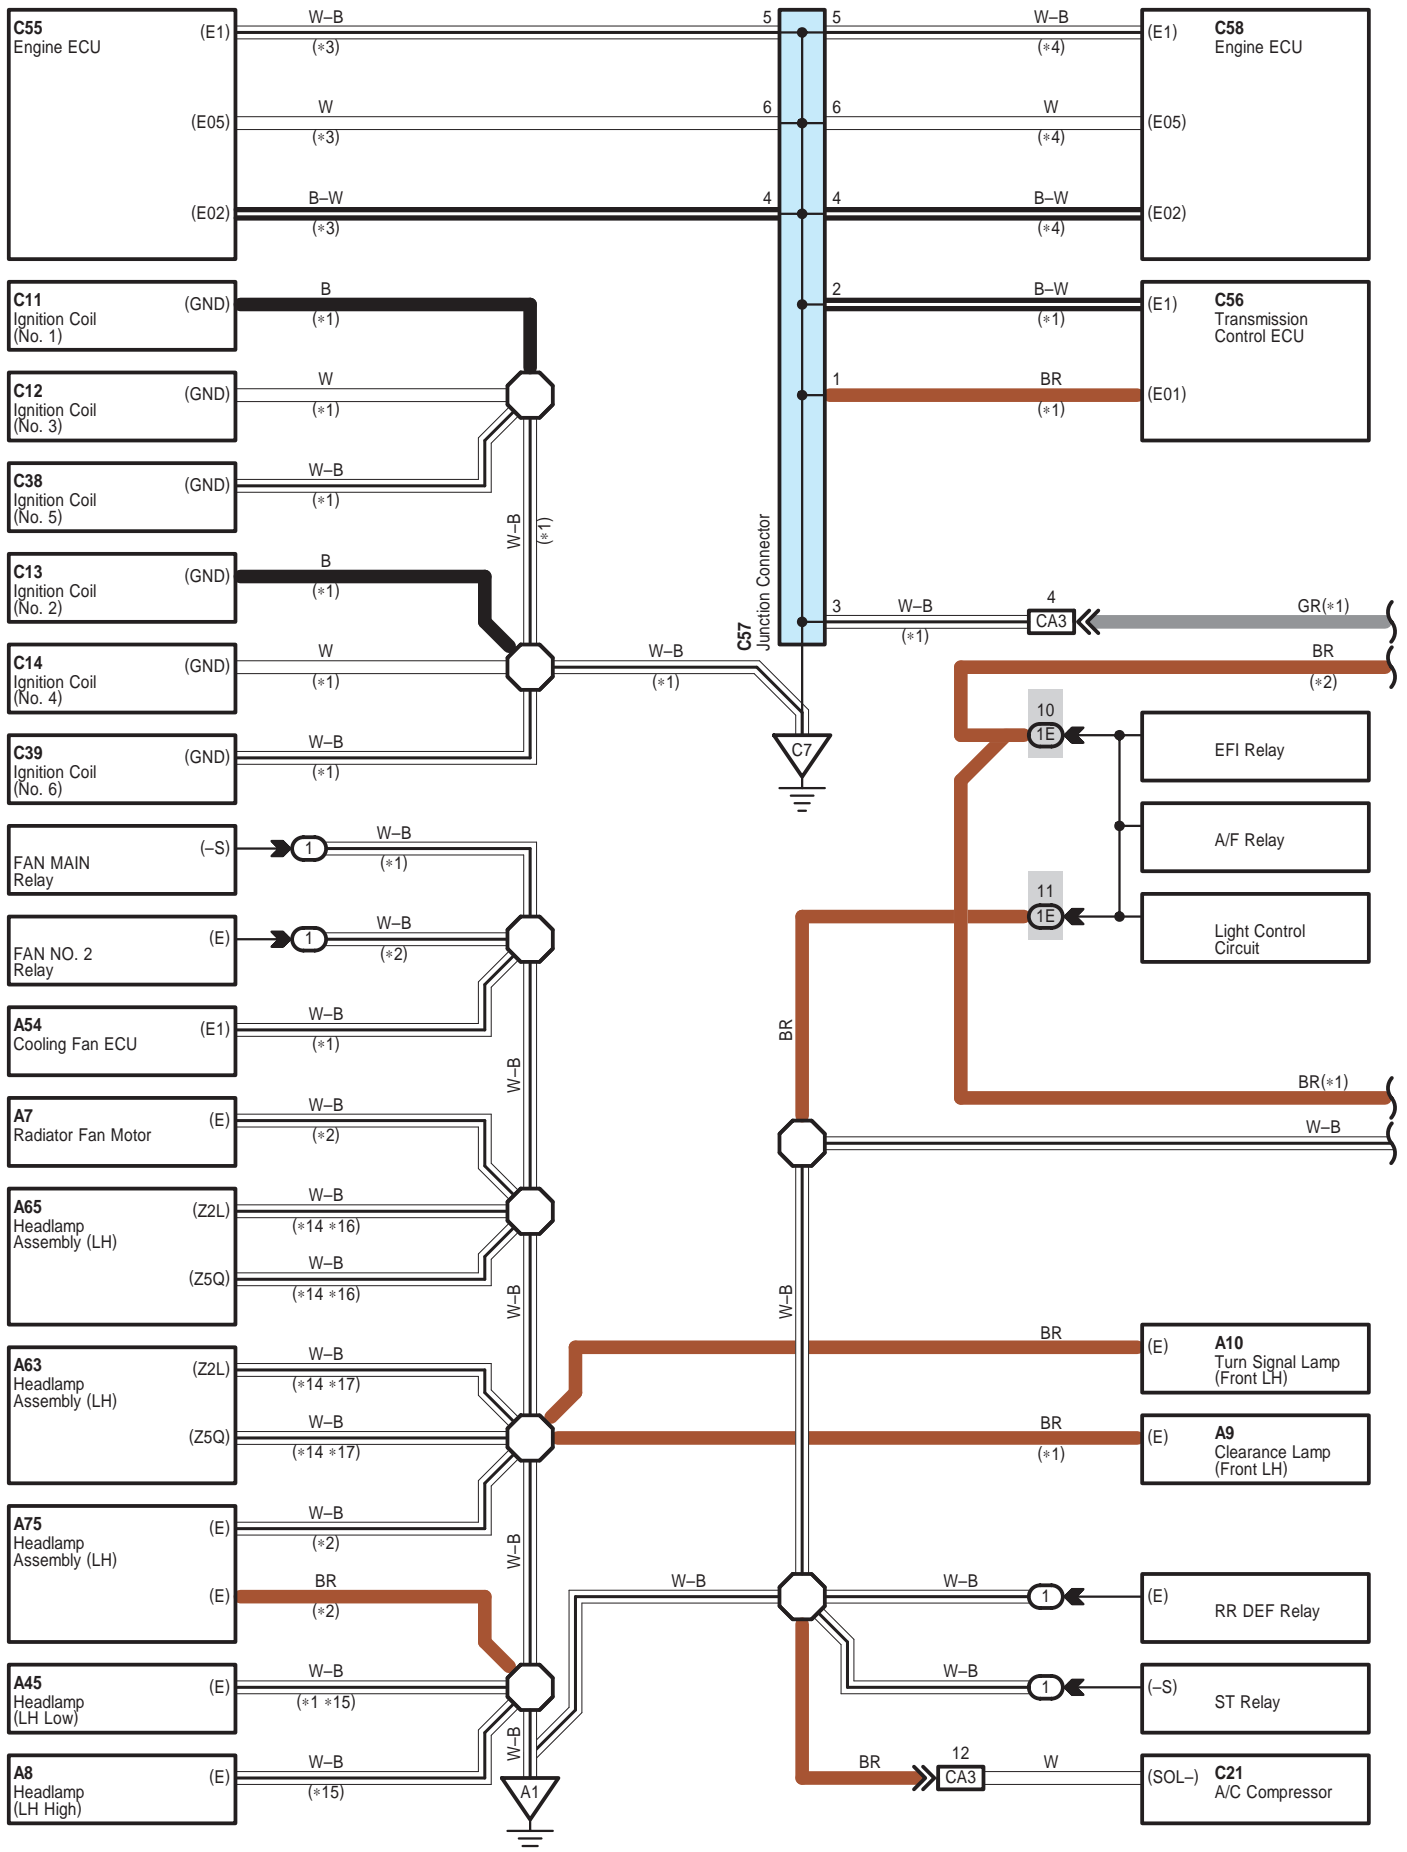 C55
Engine ECU
(E1)
W–B
(*3)
5
5
W–B
(*4)
(E1)
C58
Engine ECU
(E05)
W
(*3)
6
6
W
(*4)
(E05)
(E02)
B–W
(*3)
4
4
B–W
(*4)
(E02)
C11
Ignition Coil
(No. 1)
(GND)
B
(*1)
2
B–W
(*1)
(E1)
C56
Transmission
Control ECU
C12
Ignition Coil
(No. 3)
(GND)
W
(*1)
1
BR
(*1)
(E01)
C38
Ignition Coil
(No. 5)
(GND)
W–B
(*1)
W–B
(*1)
C13
Ignition Coil
(No. 2)
(GND)
B
(*1)
C57
Junction Connector
3
W–B
(*1)
4
CA3
GR(*1)
C14
Ignition Coil
(No. 4)
(GND)
W
(*1)
W–B
(*1)
BR
(*2)
C39
Ignition Coil
(No. 6)
(GND)
W–B
(*1)
C7
10
1E
EFI Relay
FAN MAIN
Relay
(–S)
1
W–B
(*1)
A/F Relay
FAN NO. 2
Relay
(E)
1
W–B
(*2)
11
1E
Light Control
Circuit
A54
Cooling Fan ECU
(E1)
W–B
(*1)
W–B
BR
BR(*1)
A7
Radiator Fan Motor
(E)
W–B
(*2)
W–B
A65
Headlamp
Assembly (LH)
(Z2L)
W–B
(*14 *16)
(Z5Q)
W–B
(*14 *16)
W–B
W–B
A63
Headlamp
Assembly (LH)
(Z2L)
W–B
(*14 *17)
BR
(E)
A10
Turn Signal Lamp
(Front LH)
(Z5Q)
W–B
(*14 *17)
BR
(*1)
(E)
A9
Clearance Lamp
(Front LH)
A75
Headlamp
Assembly (LH)
(E)
W–B
(*2)
W–B
(E)
BR
(*2)
W–B
W–B
1
(E)
RR DEF Relay
A45
Headlamp
(LH Low)
(E)
W–B
(*1 *15)
W–B
W–B
1
(–S)
ST Relay
A8
Headlamp
(LH High)
(E)
W–B
(*15)
A1
BR
12
CA3
W
(SOL–)
C21
A/C Compressor